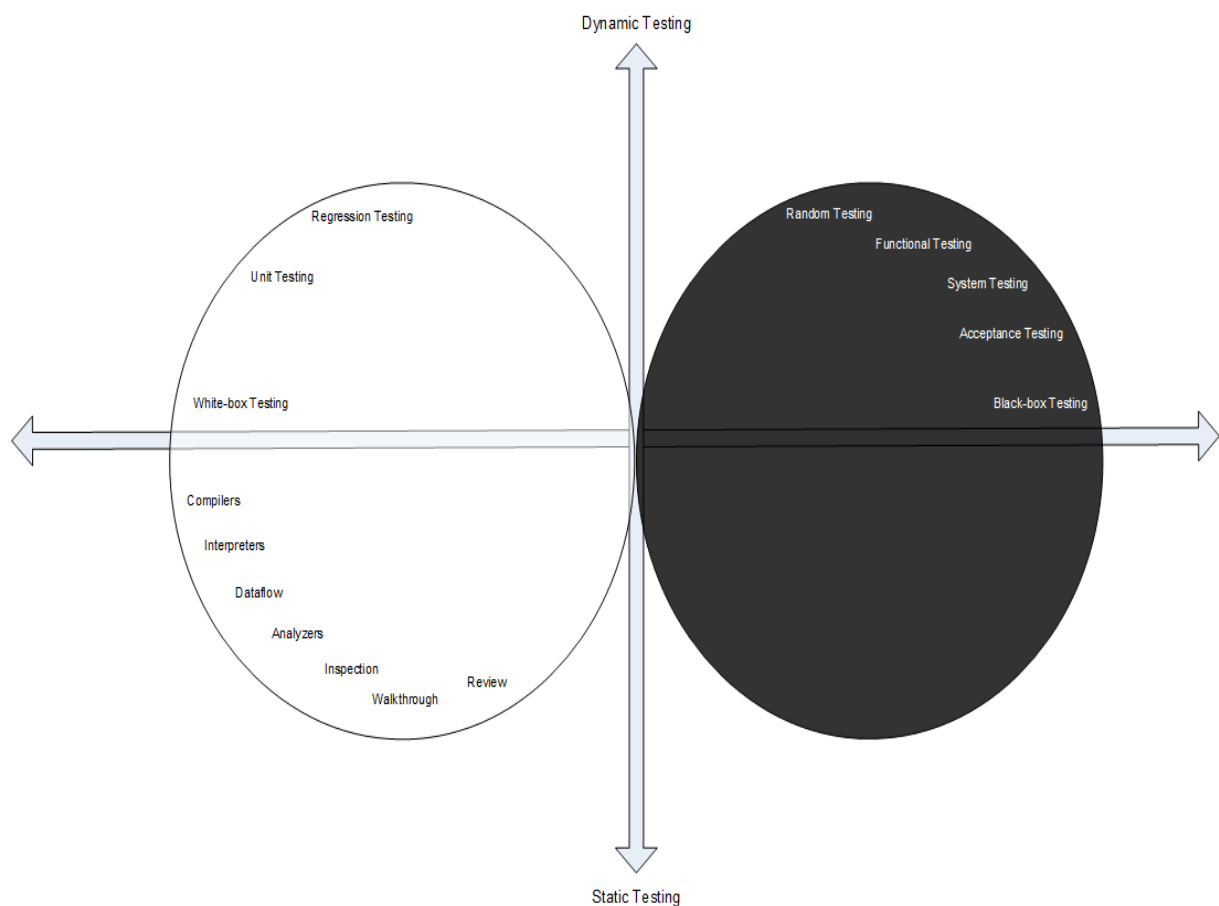 Dynamic Testing
Regression Testing
Unit Testing
White-box Testing
Compilers
Interpreters
Dataflow
Analyzers
Inspection
Walkthrough
Review
Random Testing
Functional Testing
System Testing
Acceptance Testing
Black-box Testing
Static Testing